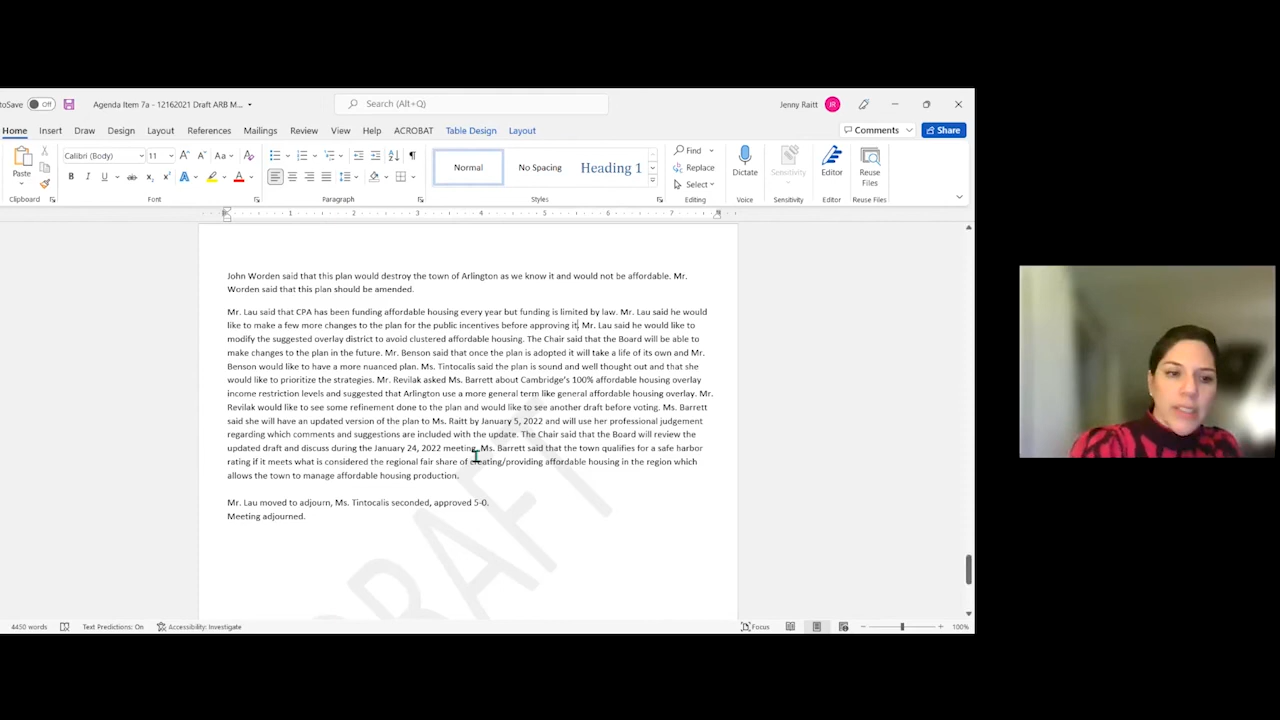 toSave Off Agenda Item 7a - 12162021 Draft ARB M... Search (Alt+Q) Jenny Raitt JR
Home Insert Draw Design Layout References Mailings Review View Help ACROBAT Table Design Layout Comments Share
Paste Calibri (Body) 11 Normal No Spacing Heading 1 Find Replace Select Dictate Sensitivity Editor Reuse Files
Clipboard Font Paragraph Styles Editing Voice Sensitivity Editor Reuse Files
1 2 3 4 5 6 7
John Worden said that this plan would destroy the town of Arlington as we know it and would not be affordable. Mr.
Worden said that this plan should be amended.
Mr. Lau said that CPA has been funding affordable housing every year but funding is limited by law. Mr. Lau said he would
like to make a few more changes to the plan for the public incentives before approving it. Mr. Lau said he would like to
modify the suggested overlay district to avoid clustered affordable housing. The Chair said that the Board will be able to
make changes to the plan in the future. Mr. Benson said that once the plan is adopted it will take a life of its own and Mr.
Benson would like to have a more nuanced plan. Ms. Tintocalis said the plan is sound and well thought out and that she
would like to prioritize the strategies. Mr. Revilak asked Ms. Barrett about Cambridge's 100% affordable housing overlay
income restriction levels and suggested that Arlington use a more general term like general affordable housing overlay. Mr.
Revilak would like to see some refinement done to the plan and would like to see another draft before voting. Ms. Barrett
said she will have an updated version of the plan to Ms. Raitt by January 5, 2022 and will use her professional judgement
regarding which comments and suggestions are included with the update. The Chair said that the Board will review the
updated draft and discuss during the January 24, 2022 meeting. Ms. Barrett said that the town qualifies for a safe harbor
rating if it meets what is considered the regional fair share of creating/providing affordable housing in the region which
allows the town to manage affordable housing production.
Mr. Lau moved to adjourn, Ms. Tintocalis seconded, approved 5-0.
Meeting adjourned.
DRAFT
4450 words Text Predictions: On Accessibility: Investigate Focus 100%